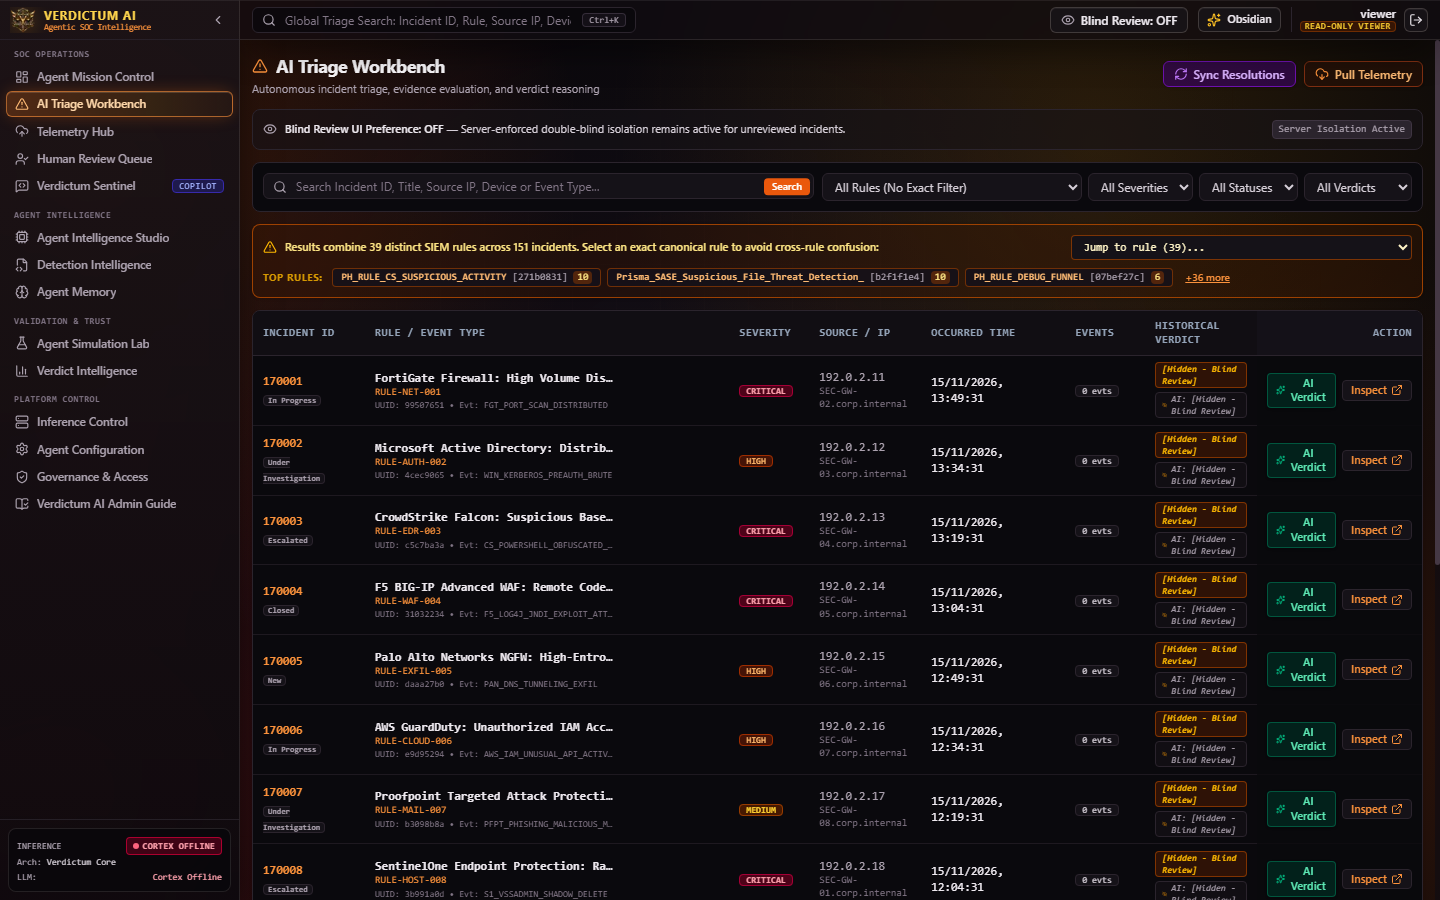 VERDICTUM AI
Agentic SOC Intelligence
Global Triage Search: Incident ID, Rule, Source IP, Devi
Ctrl+K
Blind Review: OFF
Obsidian
viewer
READ-ONLY VIEWER
SOC OPERATIONS
Agent Mission Control
AI Triage Workbench
Telemetry Hub
Human Review Queue
Verdictum Sentinel
COPILOT
AGENT INTELLIGENCE
Agent Intelligence Studio
Detection Intelligence
Agent Memory
VALIDATION & TRUST
Agent Simulation Lab
Verdict Intelligence
PLATFORM CONTROL
Inference Control
Agent Configuration
Governance & Access
Verdictum AI Admin Guide
INFERENCE
CORTEX OFFLINE
Arch: Verdictum Core
LLM: Cortex Offline
AI Triage Workbench
Autonomous incident triage, evidence evaluation, and verdict reasoning
Sync Resolutions
Pull Telemetry
Blind Review UI Preference: OFF — Server-enforced double-blind isolation remains active for unreviewed incidents.
Server Isolation Active
Search Incident ID, Title, Source IP, Device or Event Type...
Search
All Rules (No Exact Filter)
All Severities
All Statuses
All Verdicts
Results combine 39 distinct SIEM rules across 151 incidents. Select an exact canonical rule to avoid cross-rule confusion:
Jump to rule (39)...
TOP RULES:
PH_RULE_CS_SUSPICIOUS_ACTIVITY [271b0831] 10
Prisma_SASE_Suspicious_File_Threat_Detection_ [b2f1f1e4] 10
PH_RULE_DEBUG_FUNNEL [07bef27c] 6
+36 more
INCIDENT ID
RULE / EVENT TYPE
SEVERITY
SOURCE / IP
OCCURRED TIME
EVENTS
HISTORICAL
VERDICT
ACTION
170001
In Progress
FortiGate Firewall: High Volume Dis…
RULE-NET-001
UUID: 99507651 • Evt: FGT_PORT_SCAN_DISTRIBUTED
CRITICAL
192.0.2.11
SEC-GW-
02.corp.internal
15/11/2026,
13:49:31
0 evts
[Hidden - Blind
Review]
AI: [Hidden -
Blind Review]
AI
Verdict
Inspect
170002
Under
Investigation
Microsoft Active Directory: Distrib…
RULE-AUTH-002
UUID: 4cec9065 • Evt: WIN_KERBEROS_PREAUTH_BRUTE
HIGH
192.0.2.12
SEC-GW-
03.corp.internal
15/11/2026,
13:34:31
0 evts
[Hidden - Blind
Review]
AI: [Hidden -
Blind Review]
AI
Verdict
Inspect
170003
Escalated
CrowdStrike Falcon: Suspicious Base…
RULE-EDR-003
UUID: c5c7ba3a • Evt: CS_POWERSHELL_OBFUSCATED_…
CRITICAL
192.0.2.13
SEC-GW-
04.corp.internal
15/11/2026,
13:19:31
0 evts
[Hidden - Blind
Review]
AI: [Hidden -
Blind Review]
AI
Verdict
Inspect
170004
Closed
F5 BIG-IP Advanced WAF: Remote Code…
RULE-WAF-004
UUID: 31032234 • Evt: F5_LOG4J_JNDI_EXPLOIT_ATT…
CRITICAL
192.0.2.14
SEC-GW-
05.corp.internal
15/11/2026,
13:04:31
0 evts
[Hidden - Blind
Review]
AI: [Hidden -
Blind Review]
AI
Verdict
Inspect
170005
New
Palo Alto Networks NGFW: High-Entro…
RULE-EXFIL-005
UUID: daaa27b0 • Evt: PAN_DNS_TUNNELING_EXFIL
HIGH
192.0.2.15
SEC-GW-
06.corp.internal
15/11/2026,
12:49:31
0 evts
[Hidden - Blind
Review]
AI: [Hidden -
Blind Review]
AI
Verdict
Inspect
170006
In Progress
AWS GuardDuty: Unauthorized IAM Acc…
RULE-CLOUD-006
UUID: e9d95294 • Evt: AWS_IAM_UNUSUAL_API_ACTIV…
HIGH
192.0.2.16
SEC-GW-
07.corp.internal
15/11/2026,
12:34:31
0 evts
[Hidden - Blind
Review]
AI: [Hidden -
Blind Review]
AI
Verdict
Inspect
170007
Under
Investigation
Proofpoint Targeted Attack Protecti…
RULE-MAIL-007
UUID: b3098b8a • Evt: PFPT_PHISHING_MALICIOUS_M…
MEDIUM
192.0.2.17
SEC-GW-
08.corp.internal
15/11/2026,
12:19:31
0 evts
[Hidden - Blind
Review]
AI: [Hidden -
Blind Review]
AI
Verdict
Inspect
170008
Escalated
SentinelOne Endpoint Protection: Ra…
RULE-HOST-008
UUID: 3b991a0d • Evt: S1_VSSADMIN_SHADOW_DELETE
CRITICAL
192.0.2.18
SEC-GW-
01.corp.internal
15/11/2026,
12:04:31
0 evts
[Hidden - Blind
Review]
AI: [Hidden -
Blind Review]
AI
Verdict
Inspect